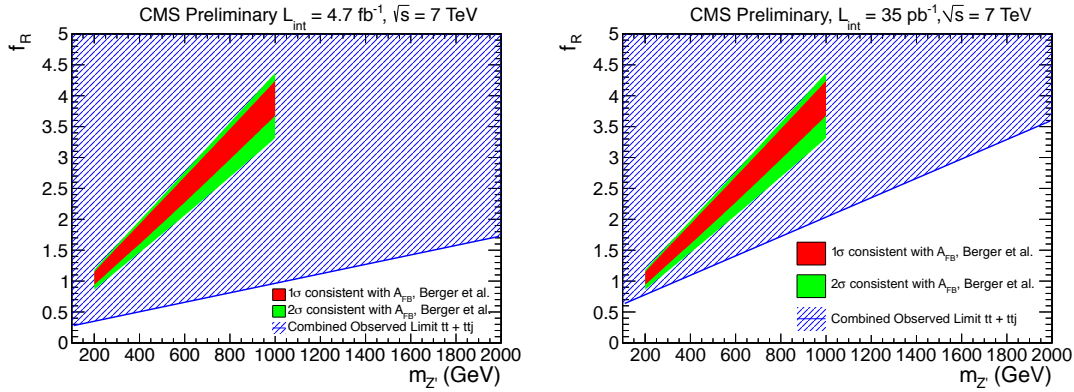 CMS Preliminary L_int = 4.7 fb⁻¹, √s = 7 TeV
f_R
5
4.5
4
3.5
3
2.5
2
1.5
1
0.5
0
1σ consistent with A_FB, Berger et al.
2σ consistent with A_FB, Berger et al.
Combined Observed Limit tt + ttj
200 400 600 800 1000 1200 1400 1600 1800 2000
m_Z' (GeV)
CMS Preliminary, L_int = 35 pb⁻¹,√s = 7 TeV
f_R
5
4.5
4
3.5
3
2.5
2
1.5
1
0.5
0
1σ consistent with A_FB, Berger et al.
2σ consistent with A_FB, Berger et al.
Combined Observed Limit tt + ttj
200 400 600 800 1000 1200 1400 1600 1800 2000
m_Z' (GeV)